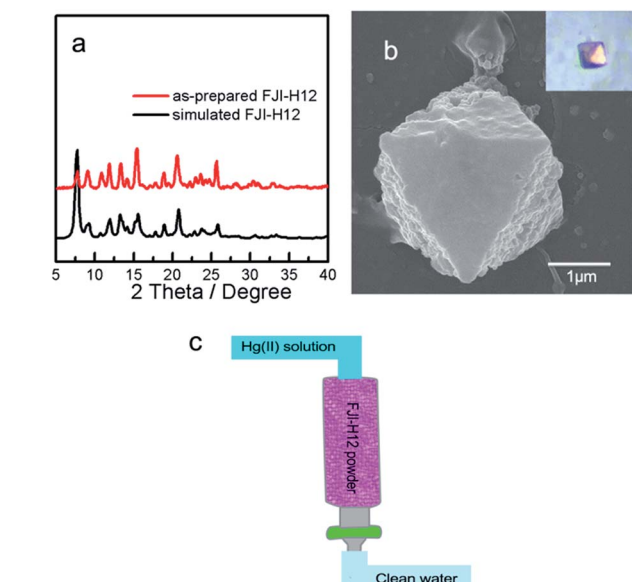 a
as-prepared FJI-H12
simulated FJI-H12
5 10 15 20 25 30 35 40
2 Theta / Degree
b
1μm
c
Hg(II) solution
FJI-H12 powder
Clean water